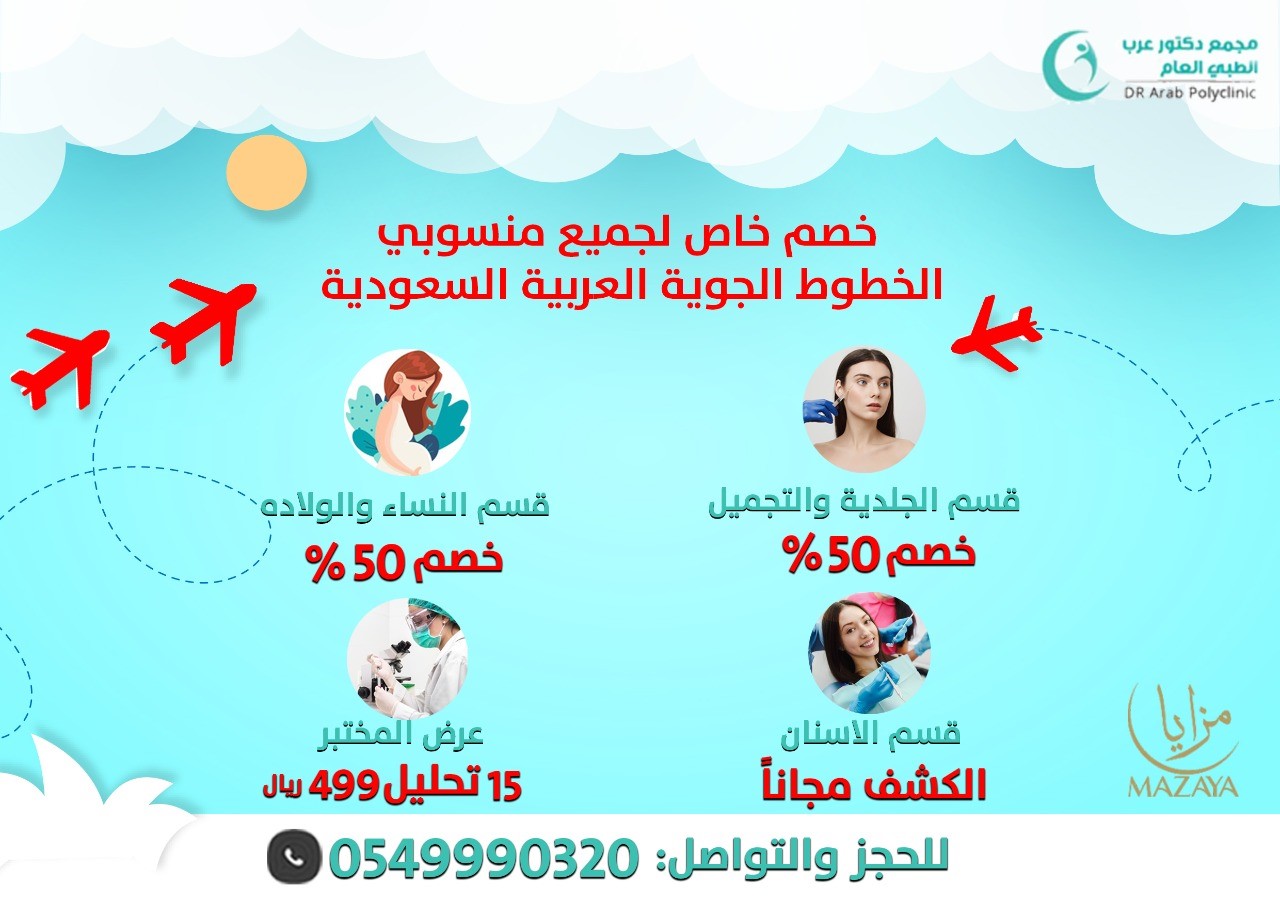 مجمع دكتور عرب
الطبي العام
DR Arab Polyclinic
خصم خاص لجميع منسوبي
الخطوط الجوية العربية السعودية
قسم الجلدية والتجميل
خصم 50%
قسم النساء والولاده
خصم 50%
قسم الاسنان
الكشف مجاناً
عرض المختبر
15 تحليل 499 ريال
مزايا
MAZAYA
للحجز والتواصل: 0549990320